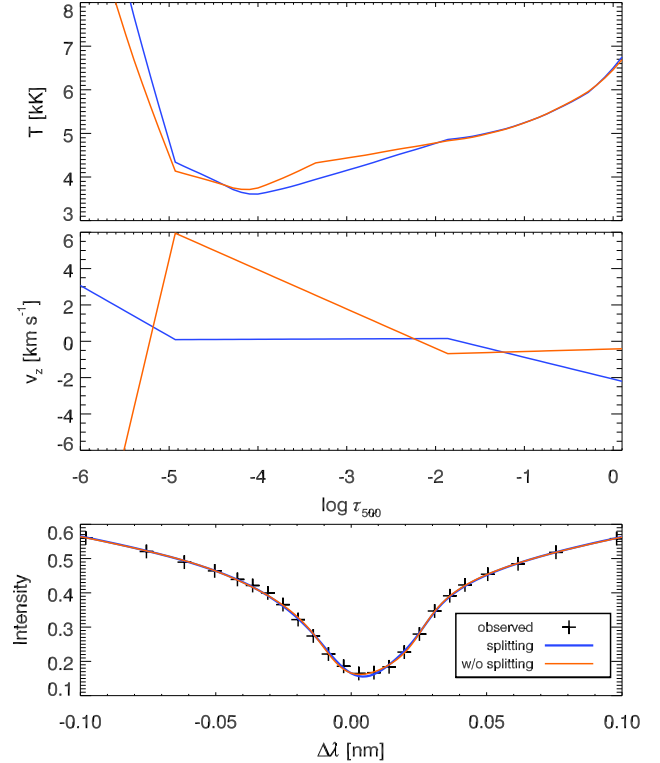 8
7
6
5
4
3
T [kK]
6
4
2
0
-2
-4
-6
v_z [km s⁻¹]
-6 -5 -4 -3 -2 -1 0
log τ₅₀₀
0.6
0.5
0.4
0.3
0.2
0.1
Intensity
observed
splitting
w/o splitting
-0.10 -0.05 0.00 0.05 0.10
Δλ [nm]